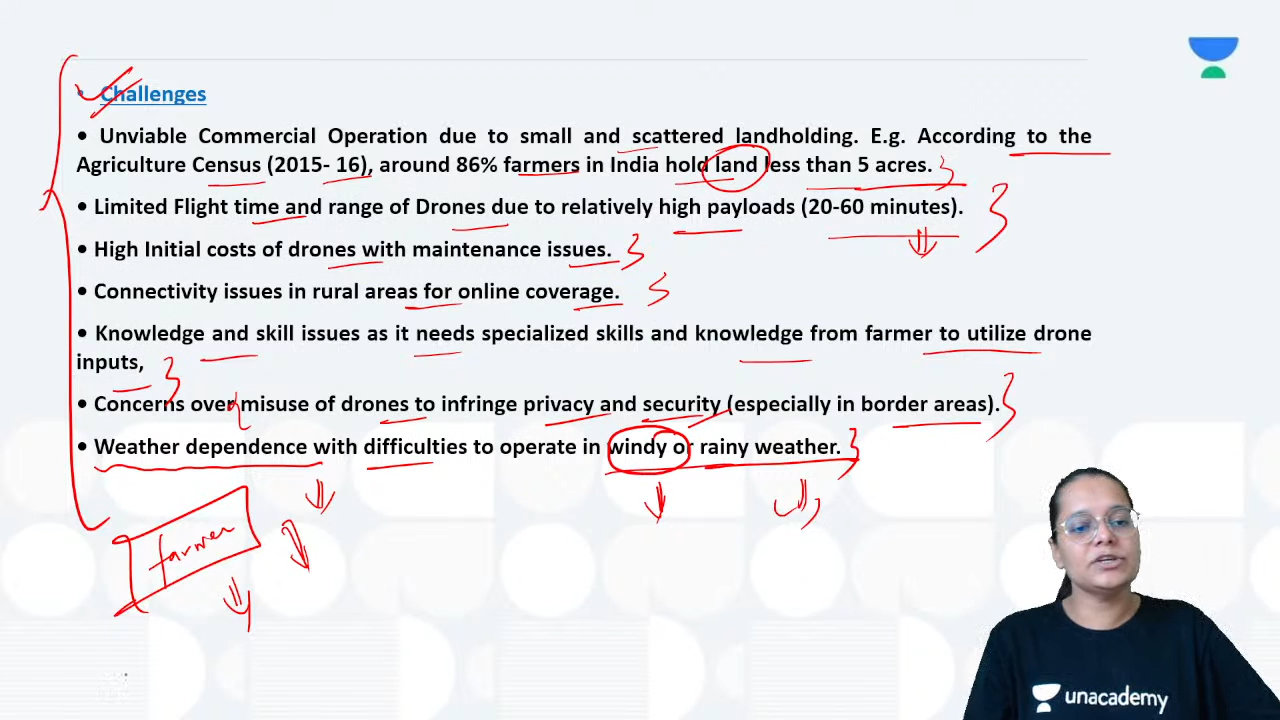 • Challenges
• Unviable Commercial Operation due to small and scattered landholding. E.g. According to the
Agriculture Census (2015- 16), around 86% farmers in India hold land less than 5 acres.
• Limited Flight time and range of Drones due to relatively high payloads (20-60 minutes).
• High Initial costs of drones with maintenance issues.
• Connectivity issues in rural areas for online coverage.
• Knowledge and skill issues as it needs specialized skills and knowledge from farmer to utilize drone
inputs,
• Concerns over misuse of drones to infringe privacy and security (especially in border areas).
• Weather dependence with difficulties to operate in windy or rainy weather.
farmer
unacademy